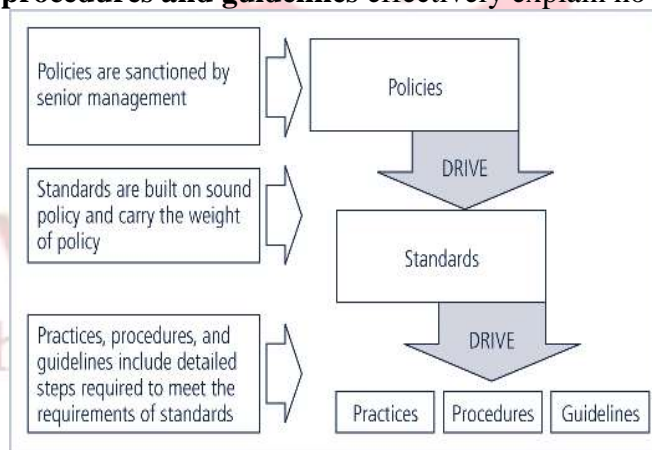 procedures and guidelines effectively explain
Policies are sanctioned by
senior management
Policies
DRIVE
Standards are built on sound
policy and carry the weight
of policy
Standards
DRIVE
Practices, procedures, and
guidelines include detailed
steps required to meet the
requirements of standards
Practices
Procedures
Guidelines